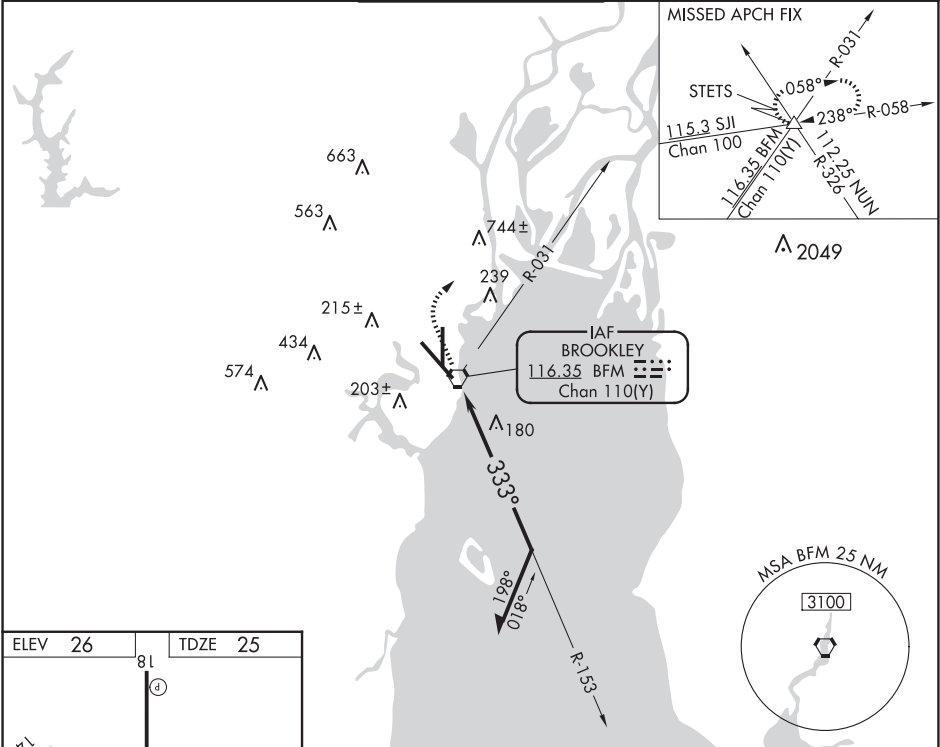 MISSED APCH FIX
R-031
STETS
058°
238°
R-058
115.3 SJI
Chan 100
116.35 BFM
Chan 110(Y)
112.25 NUN
R-326
663
563
744±
2049
R-031
239
215±
434
574
203±
IAF
BROOKLEY
116.35 BFM
Chan 110(Y)
180
333°
198°
018°
R-153
MSA BFM 25 NM
3100
ELEV 26
TDZE 25
18
P